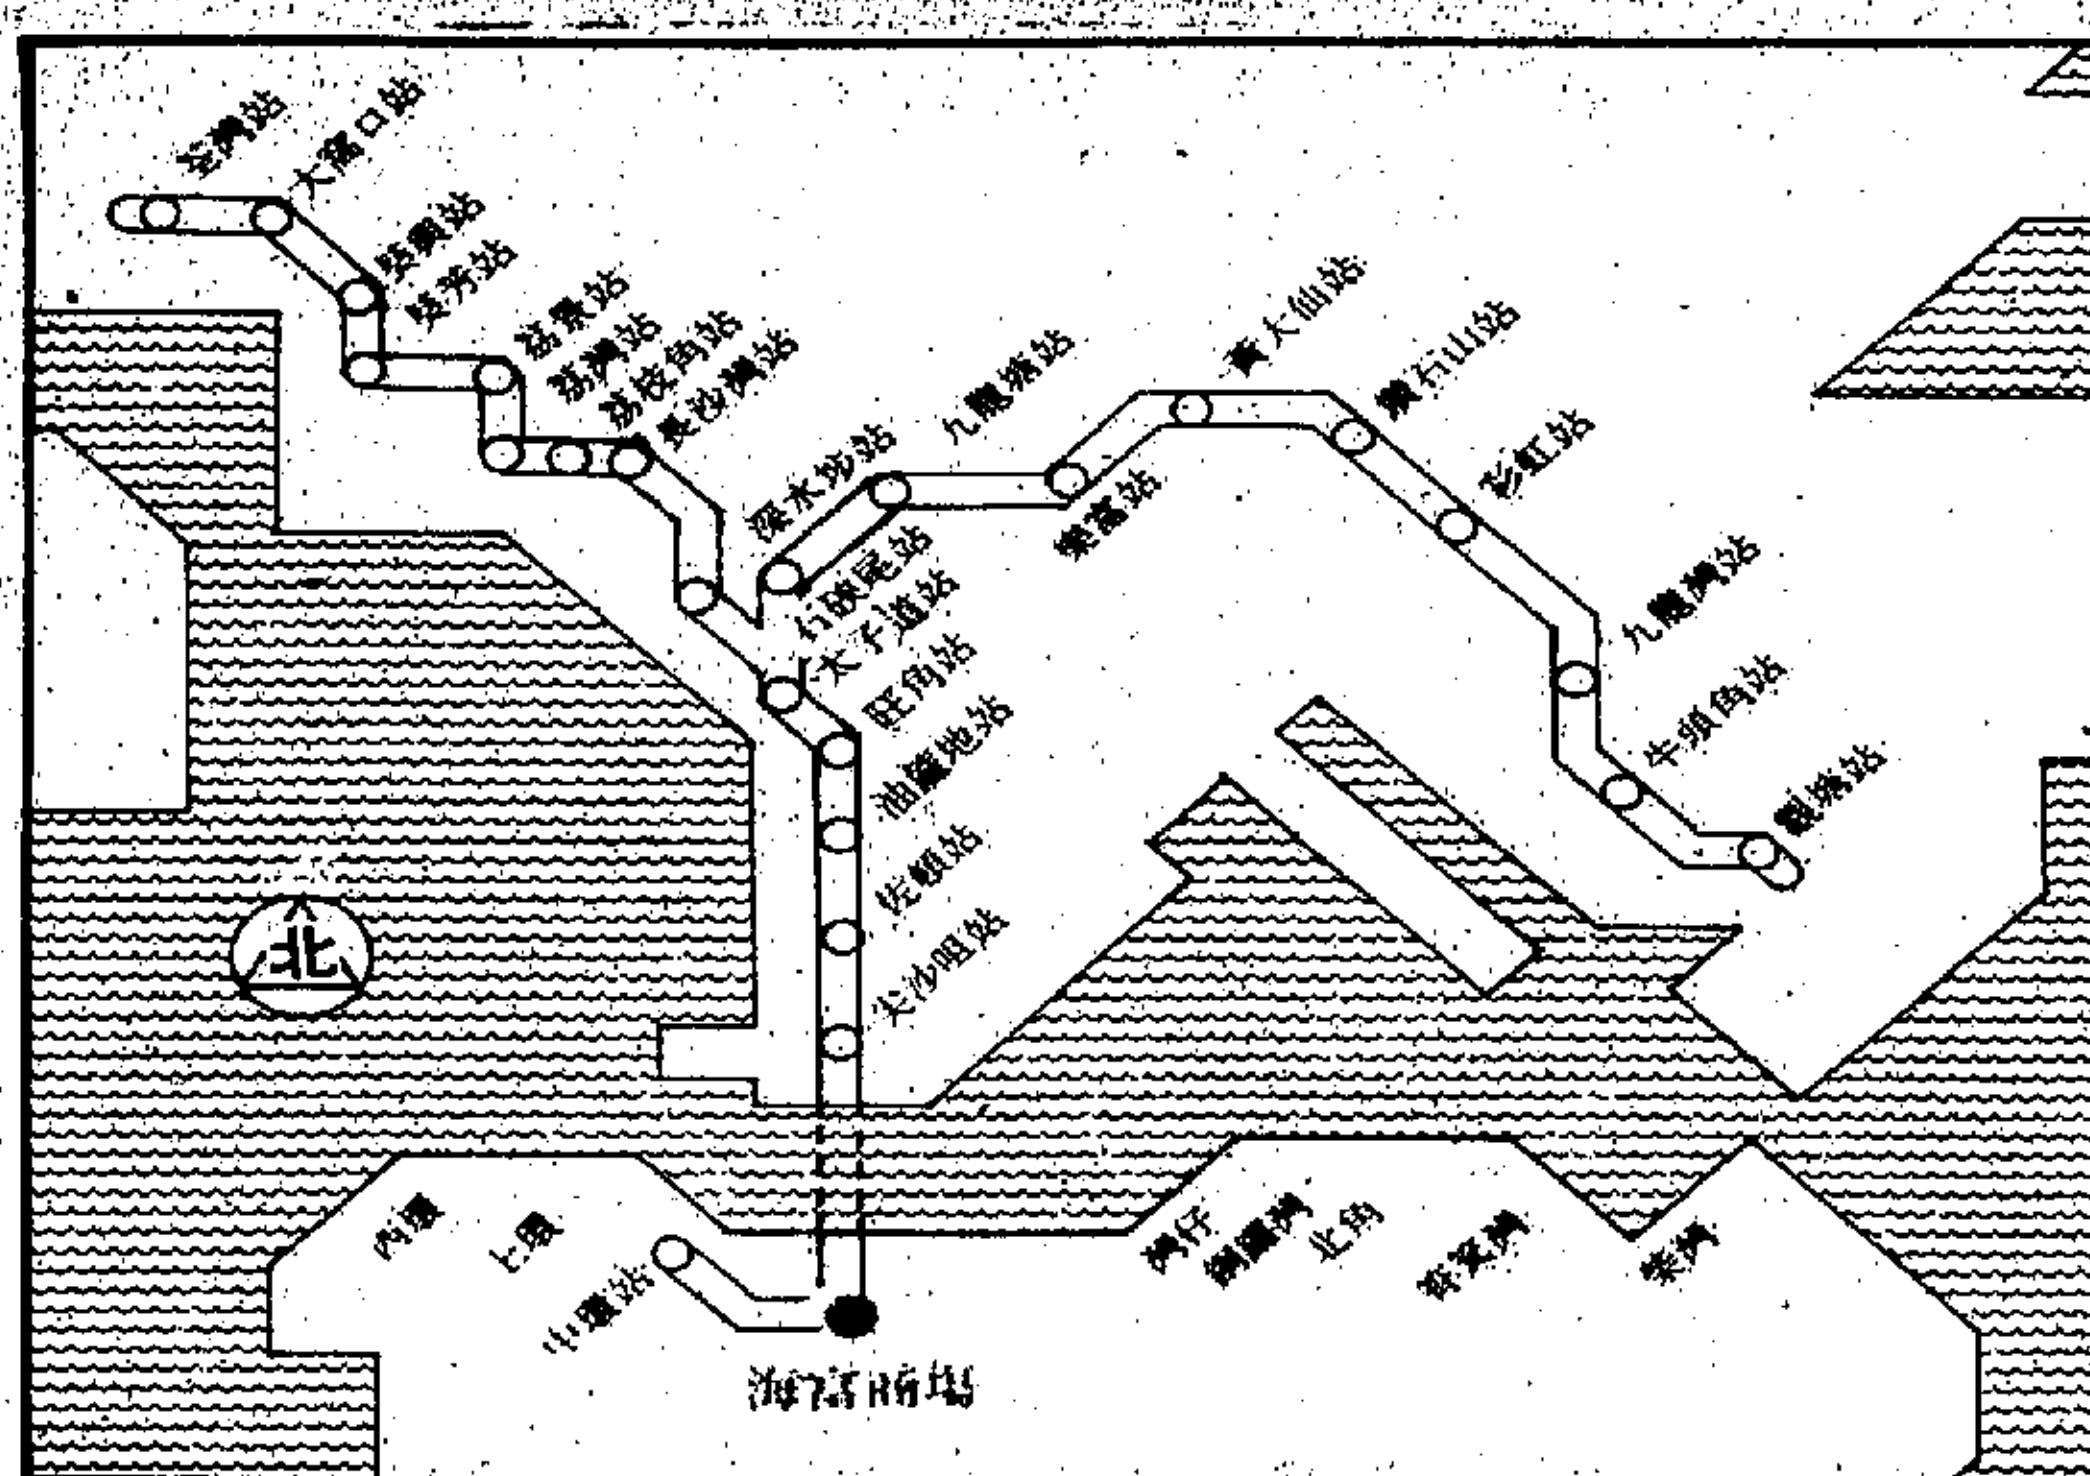 荃灣站
大窩口站
葵興站
葵芳站
荔景站
荔灣站
荔枝角站
長沙灣站
深水埗站
石硤尾站
太子道站
旺角站
油蔴地站
佐頓站
尖沙咀站
九龍塘站
樂富站
黃大仙站
鑽石山站
彩虹站
九龍灣站
牛頭角站
觀塘站
北
西環
上環
中環站
灣仔
銅鑼灣
北角
筲箕灣
柴灣